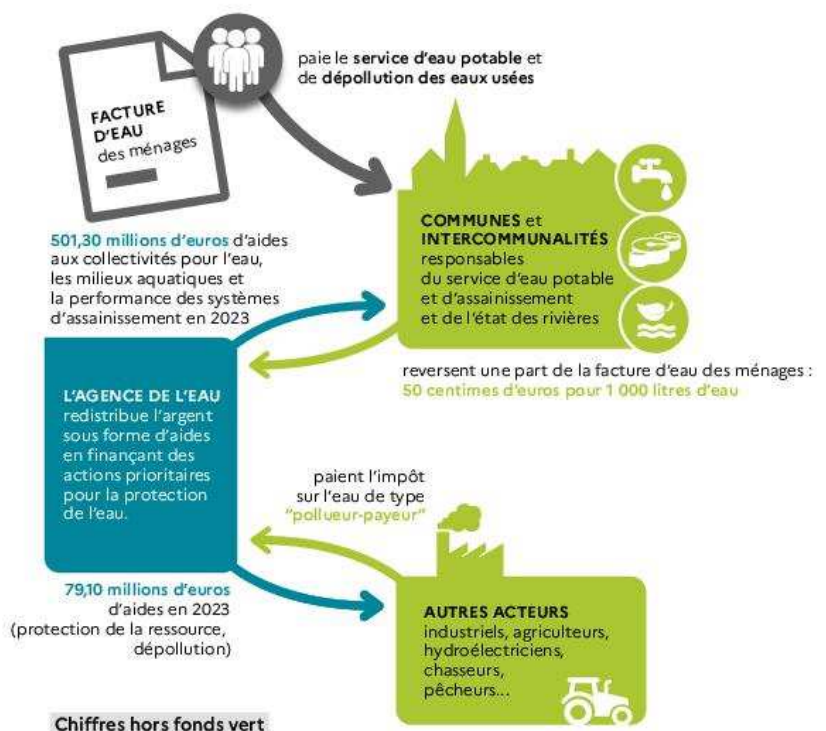 paie le service d'eau potable et
de dépollution des eaux usées
FACTURE
D'EAU
des ménages
COMMUNES et
INTERCOMMUNALITÉS
responsables
du service d'eau potable
et d'assainissement
et de l'état des rivières
501,30 millions d'euros d'aides
aux collectivités pour l'eau,
les milieux aquatiques et
la performance des systèmes
d'assainissement en 2023
reversent une part de la facture d'eau des ménages :
50 centimes d'euros pour 1 000 litres d'eau
L'AGENCE DE L'EAU
redistribue l'argent
sous forme d'aides
en finançant des
actions prioritaires
pour la protection
de l'eau.
paient l'impôt
sur l'eau de type
"pollueur-payeur"
79,10 millions d'euros
d'aides en 2023
(protection de la ressource,
dépollution)
AUTRES ACTEURS
industriels, agriculteurs,
hydroélectriciens,
chasseurs,
pêcheurs...
Chiffres hors fonds vert